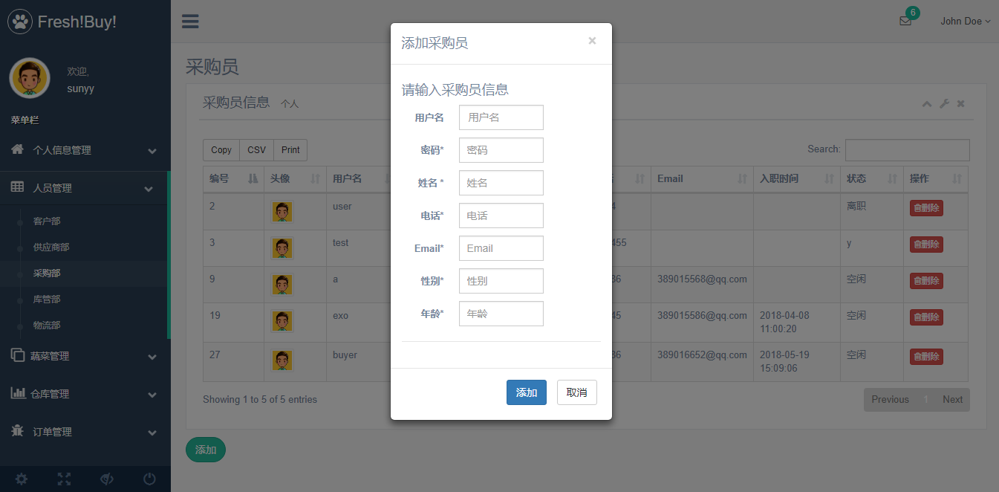 Fresh!Buy!
欢迎,
sunyy
菜单栏
个人信息管理
人员管理
客户部
供应商部
采购部
库管部
物流部
蔬菜管理
仓库管理
订单管理
6
John Doe
采购员
采购员信息 个人
Copy CSV Print
Search:
编号 头像 用户名 Email 入职时间 状态 操作
2 user 4 离职 删除
3 test 455 y 删除
9 a 36 389015568@qq.com 空闲 删除
19 exo 45 389015586@qq.com 2018-04-08 空闲 删除
11:00:20
27 buyer 36 389016652@qq.com 2018-05-19 空闲 删除
15:09:06
Showing 1 to 5 of 5 entries
Previous 1 Next
添加
添加采购员 ×
请输入采购员信息
用户名 用户名
密码* 密码
姓名 * 姓名
电话* 电话
Email* Email
性别* 性别
年龄* 年龄
添加 取消